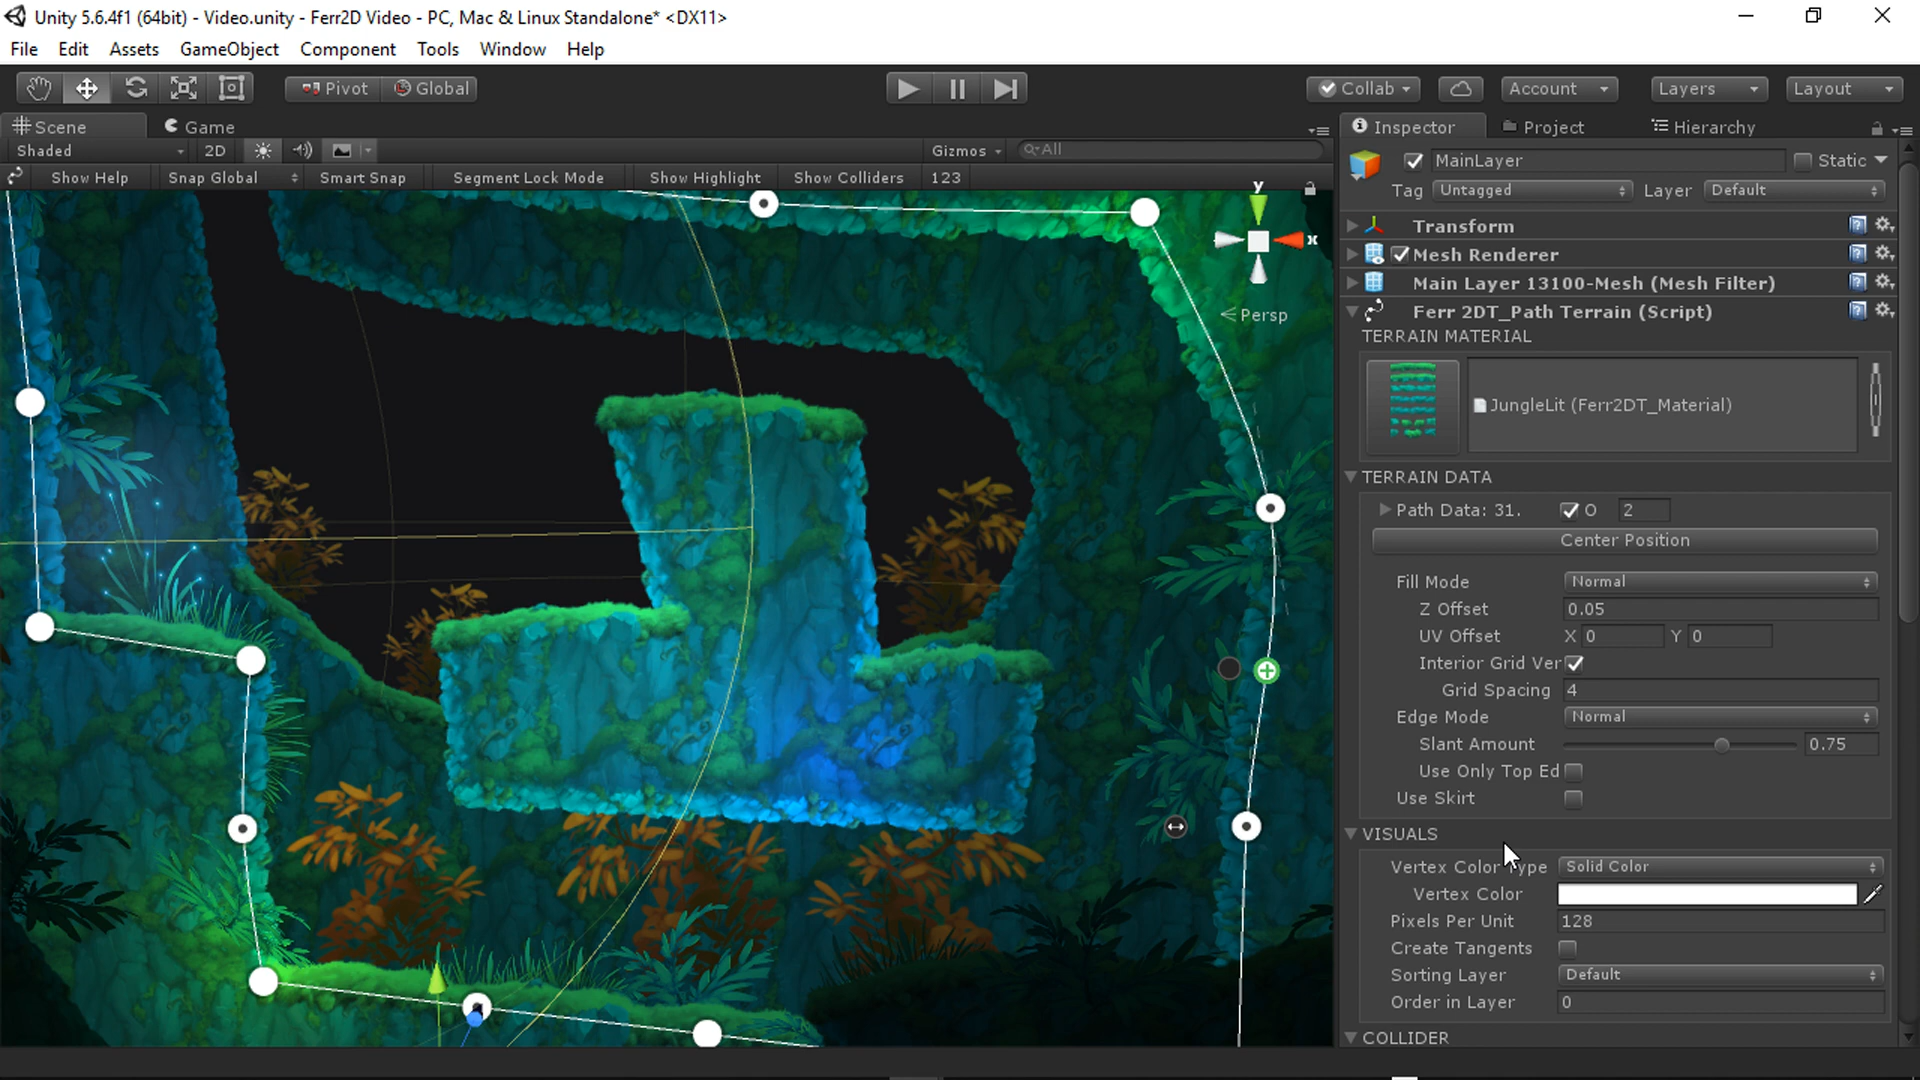 Unity 5.6.4f1 (64bit) - Video.unity - Ferr2D Video - PC, Mac & Linux Standalone* <DX11>
File Edit Assets GameObject Component Tools Window Help
Pivot Global Collab Account Layers Layout
Scene Game
Shaded 2D Gizmos All
Show Help Snap Global Smart Snap Segment Lock Mode Show Highlight Show Colliders 123
y
x
Persp
Inspector Project Hierarchy
MainLayer Static
Tag Untagged Layer Default
Transform
Mesh Renderer
Main Layer 13100-Mesh (Mesh Filter)
Ferr 2DT_Path Terrain (Script)
TERRAIN MATERIAL
JungleLit (Ferr2DT_Material)
TERRAIN DATA
Path Data: 31. O 2
Center Position
Fill Mode Normal
Z Offset 0.05
UV Offset X 0 Y 0
Interior Grid Ver
Grid Spacing 4
Edge Mode Normal
Slant Amount 0.75
Use Only Top Ed
Use Skirt
VISUALS
Vertex Color Type Solid Color
Vertex Color
Pixels Per Unit 128
Create Tangents
Sorting Layer Default
Order in Layer 0
COLLIDER